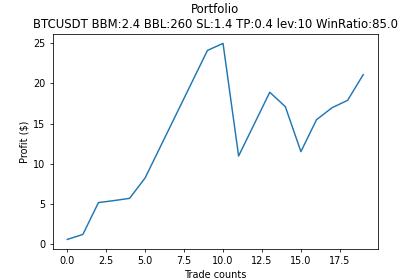 Portfolio
BTCUSDT BBM:2.4 BBL:260 SL:1.4 TP:0.4 lev:10 WinRatio:85.0
25
20
15
10
5
0
Profit ($)
0.0 2.5 5.0 7.5 10.0 12.5 15.0 17.5
Trade counts